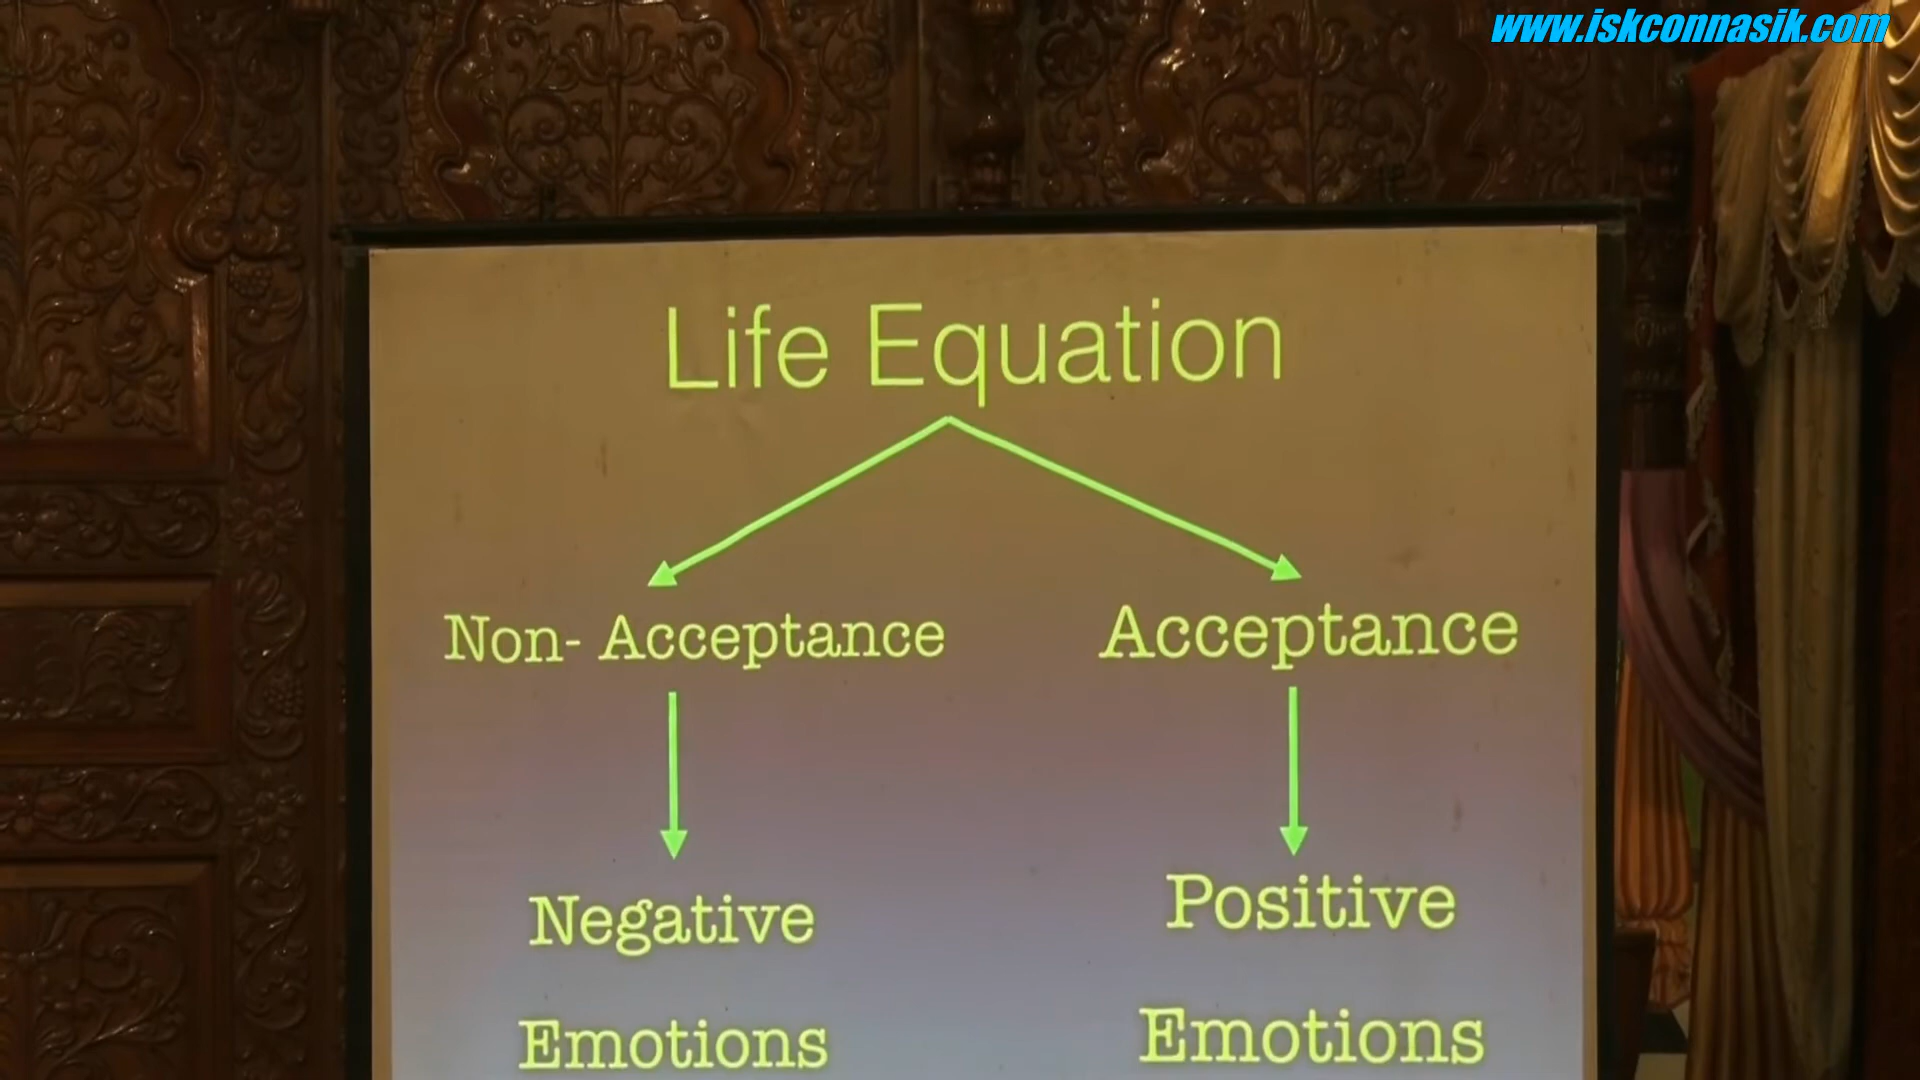 www.iskconnasik.com
Life Equation
Non- Acceptance
Acceptance
Negative
Emotions
Positive
Emotions